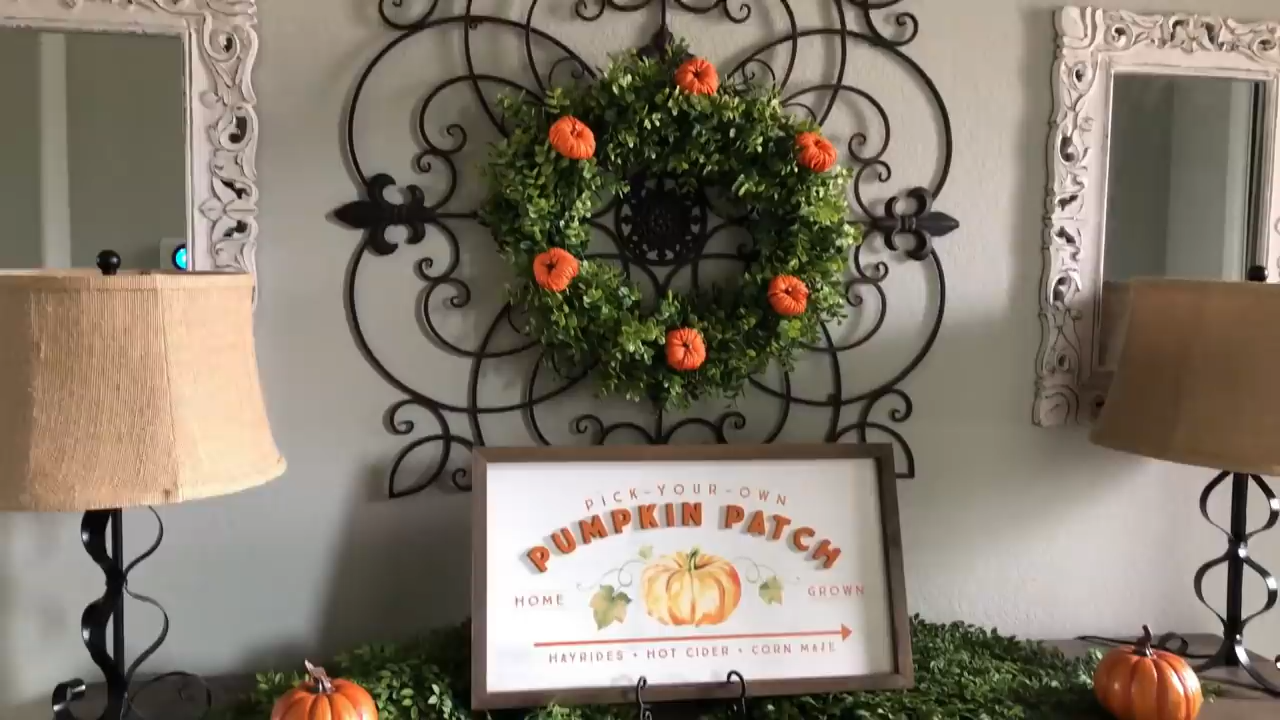 PICK-YOUR-OWN
PUMPKIN PATCH
HOME GROWN
HAYRIDES • HOT CIDER • CORN MAZE